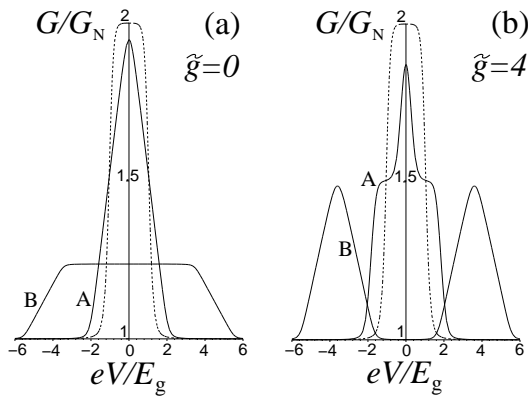 G/G_N 2 (a)
g̃=0
1.5
B A
1
−6 −4 −2 0 2 4 6
eV/E_g
G/G_N 2 (b)
g̃=4
1.5
A
B
1
−6 −4 −2 0 2 4 6
eV/E_g